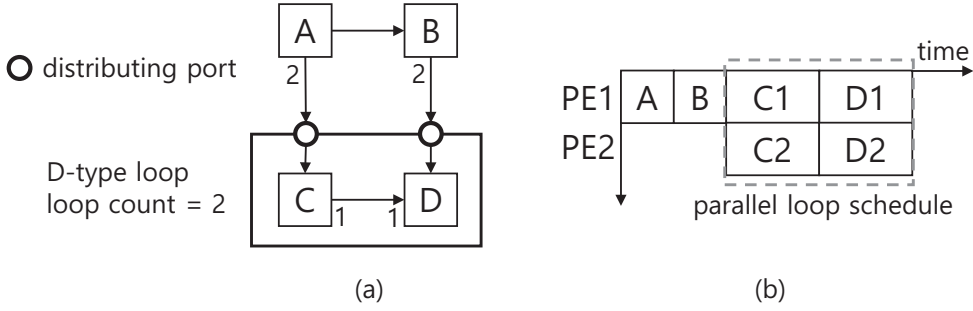 A B
distributing port
2 2
D-type loop
loop count = 2
C 1 1 D
(a)
time
PE1 A B C1 D1
PE2 C2 D2
parallel loop schedule
(b)